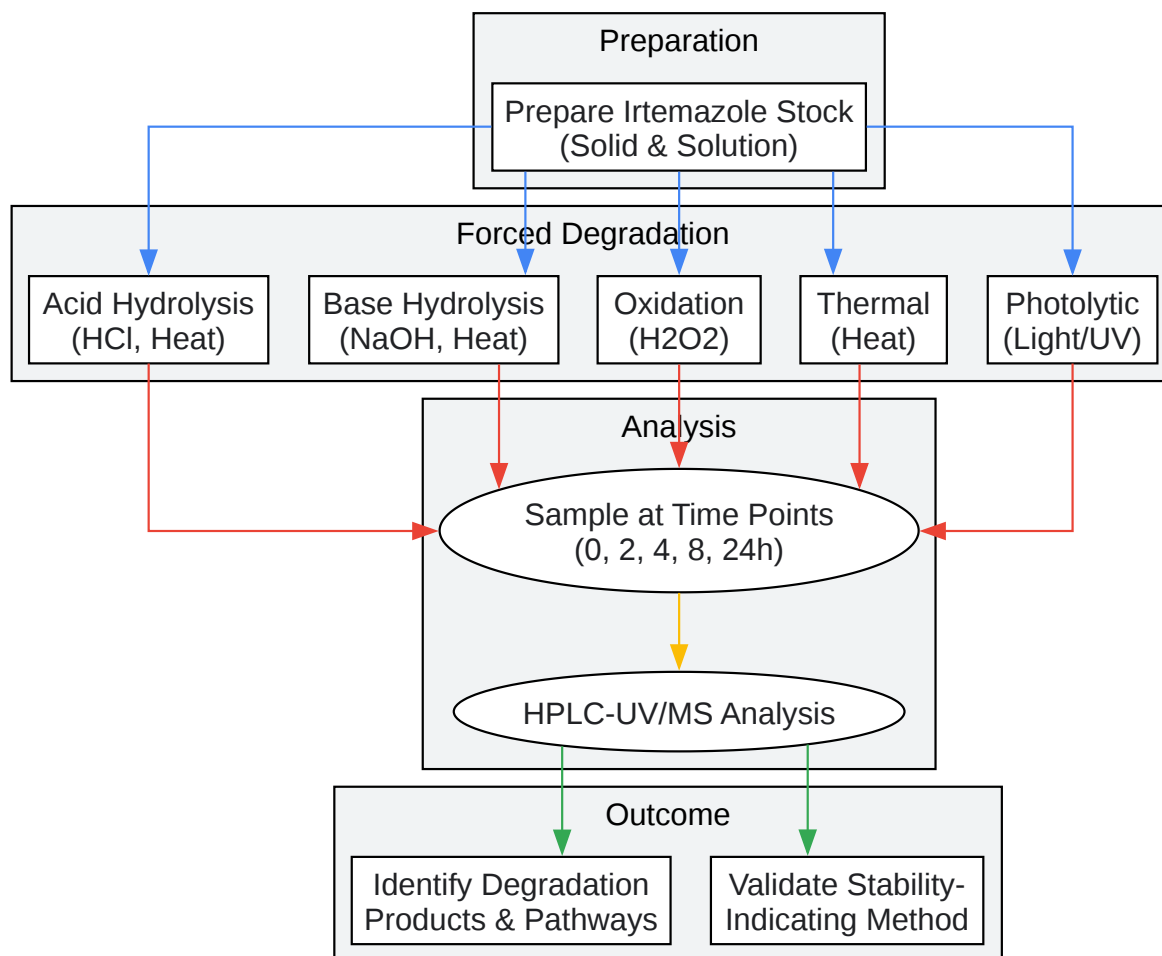 Preparation
Prepare Irtemazole Stock
(Solid & Solution)
Forced Degradation
Acid Hydrolysis
(HCl, Heat)
Base Hydrolysis
(NaOH, Heat)
Oxidation
(H2O2)
Thermal
(Heat)
Photolytic
(Light/UV)
Analysis
Sample at Time Points
(0, 2, 4, 8, 24h)
HPLC-UV/MS Analysis
Outcome
Identify Degradation
Products & Pathways
Validate Stability-
Indicating Method